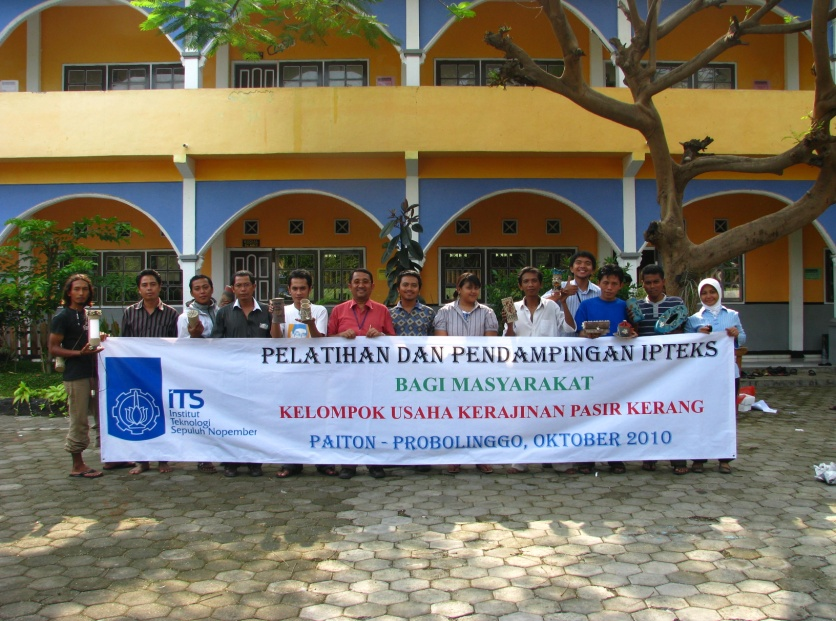 PELATIHAN DAN PENDAMPINGAN IPTEKS
BAGI MASYARAKAT
KELOMPOK USAHA KERAJINAN PASIR KERANG
PAITON - PROBOLINGGO, OKTOBER 2010
iTS
Institut
Teknologi
Sepuluh Nopember